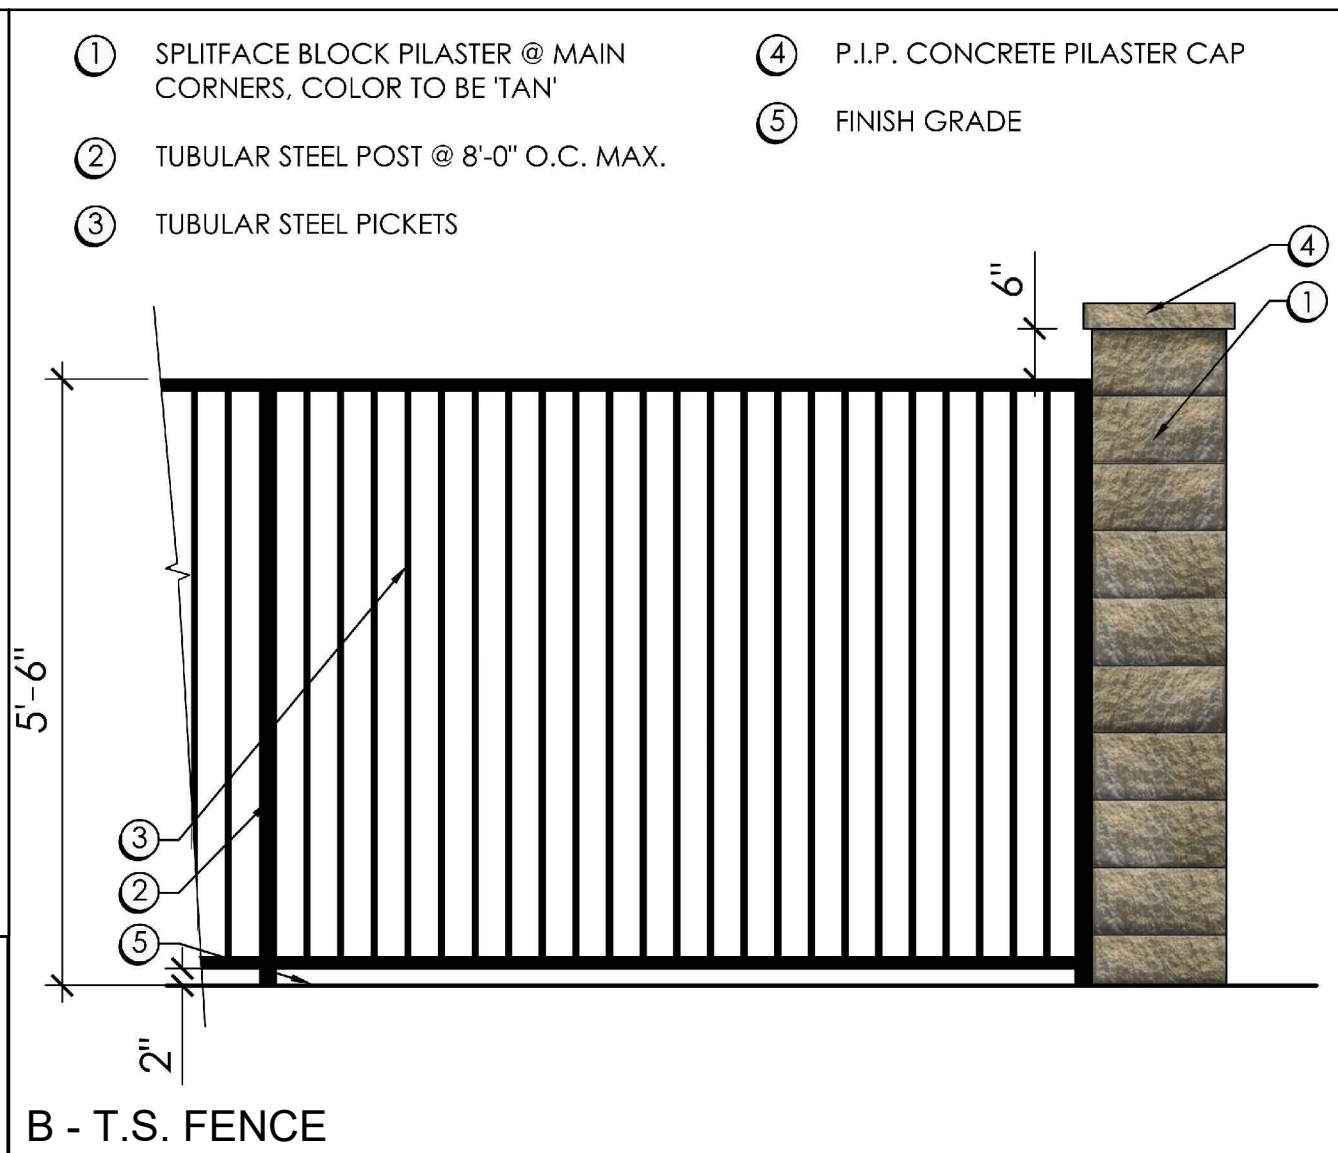 1 SPLITFACE BLOCK PILASTER @ MAIN
CORNERS, COLOR TO BE 'TAN'
2 TUBULAR STEEL POST @ 8'-0" O.C. MAX.
3 TUBULAR STEEL PICKETS
4 P.I.P. CONCRETE PILASTER CAP
5 FINISH GRADE
6"
4
1
5'-6"
3
2
5
2"
B - T.S. FENCE